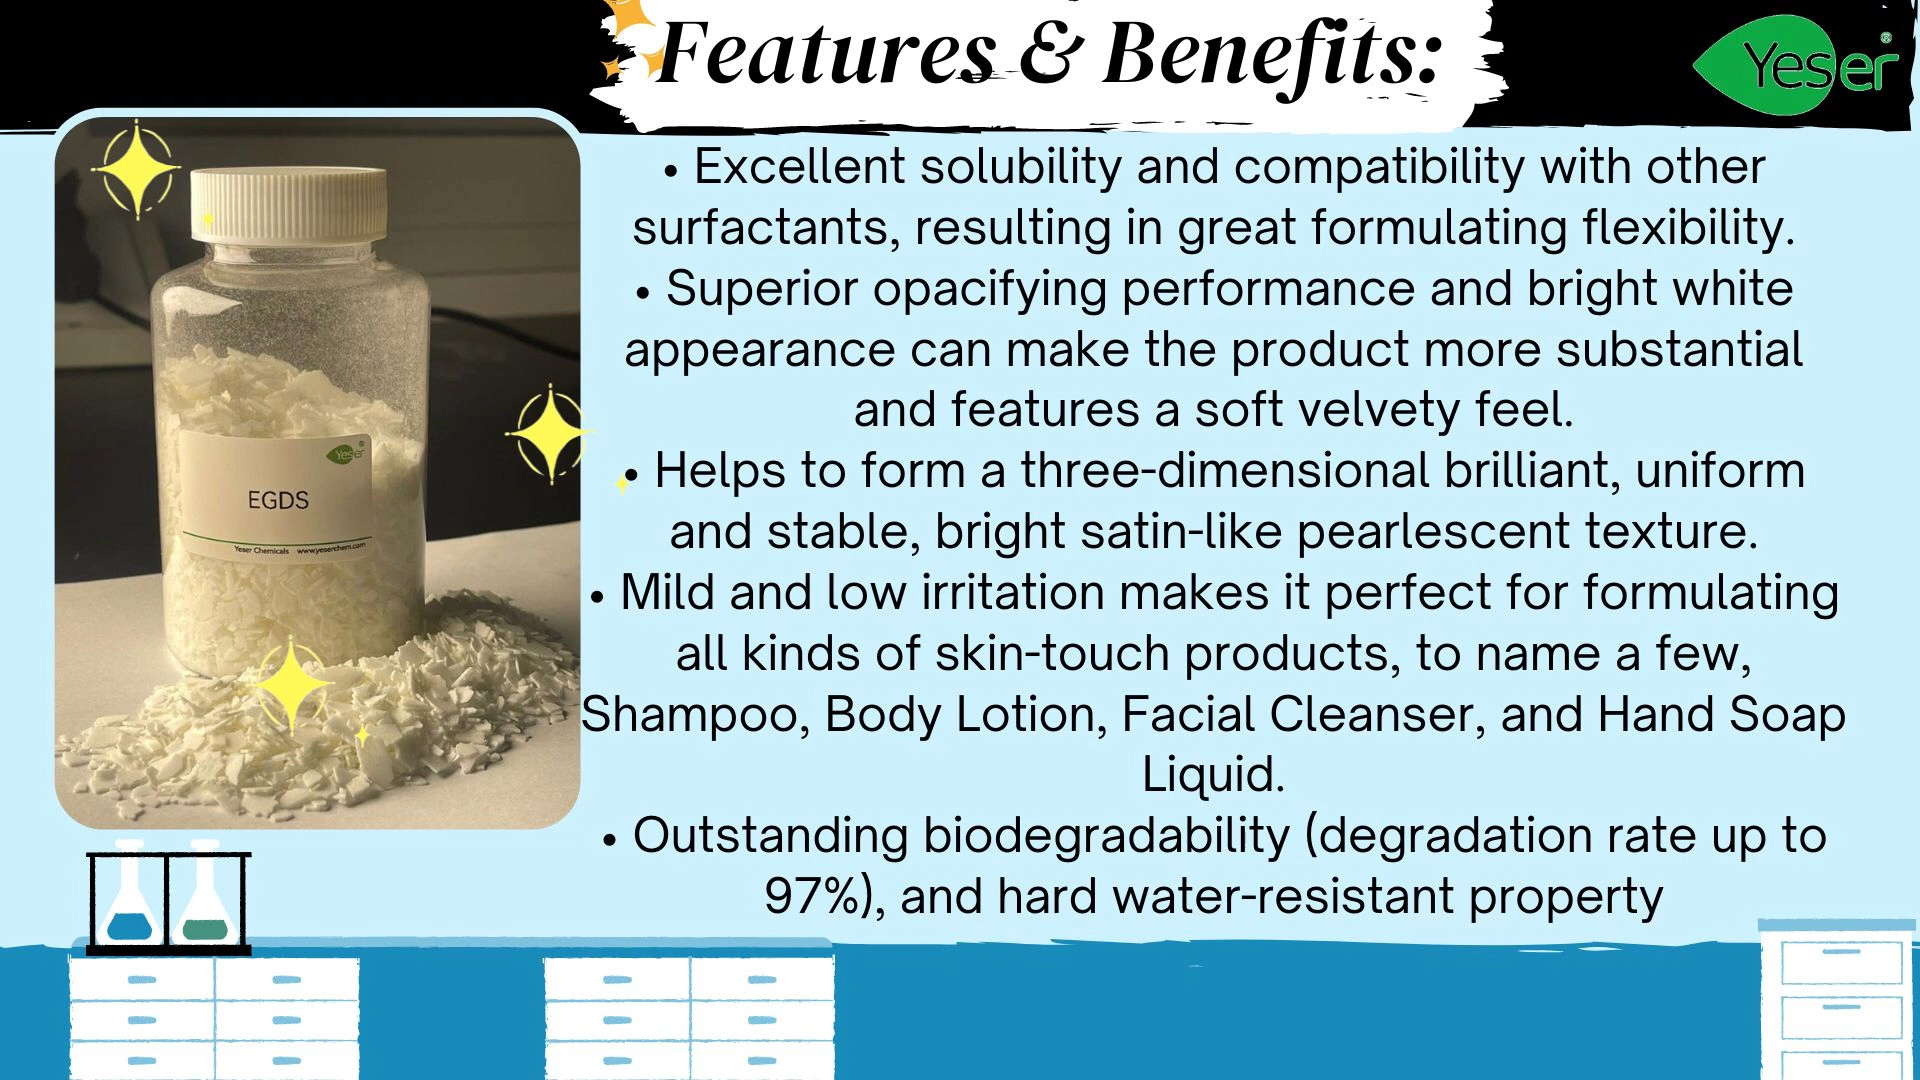 Features & Benefits:
Yeser®
• Excellent solubility and compatibility with other
surfactants, resulting in great formulating flexibility.
• Superior opacifying performance and bright white
appearance can make the product more substantial
and features a soft velvety feel.
• Helps to form a three-dimensional brilliant, uniform
and stable, bright satin-like pearlescent texture.
• Mild and low irritation makes it perfect for formulating
all kinds of skin-touch products, to name a few,
Shampoo, Body Lotion, Facial Cleanser, and Hand Soap
Liquid.
• Outstanding biodegradability (degradation rate up to
97%), and hard water-resistant property
Yeser®
EGDS
Yeser Chemicals www.yeserchem.com